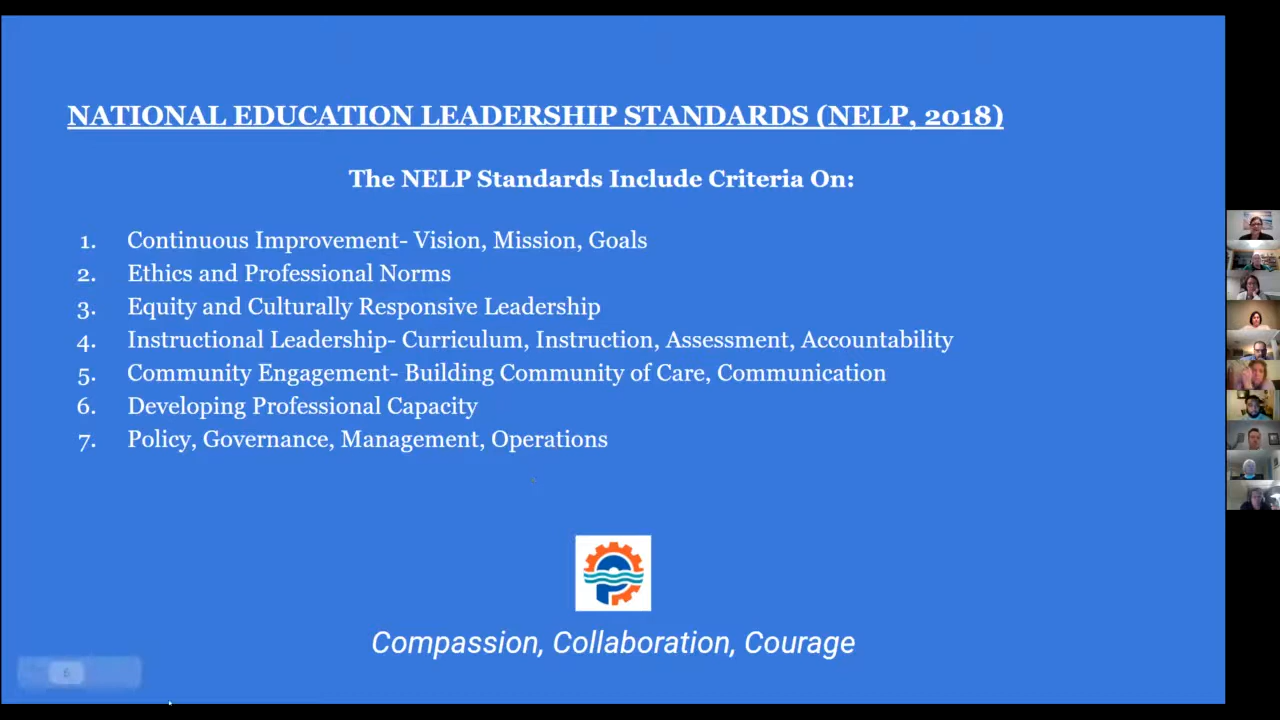 NATIONAL EDUCATION LEADERSHIP STANDARDS (NELP, 2018)
The NELP Standards Include Criteria On:
1. Continuous Improvement- Vision, Mission, Goals
2. Ethics and Professional Norms
3. Equity and Culturally Responsive Leadership
4. Instructional Leadership- Curriculum, Instruction, Assessment, Accountability
5. Community Engagement- Building Community of Care, Communication
6. Developing Professional Capacity
7. Policy, Governance, Management, Operations
Compassion, Collaboration, Courage